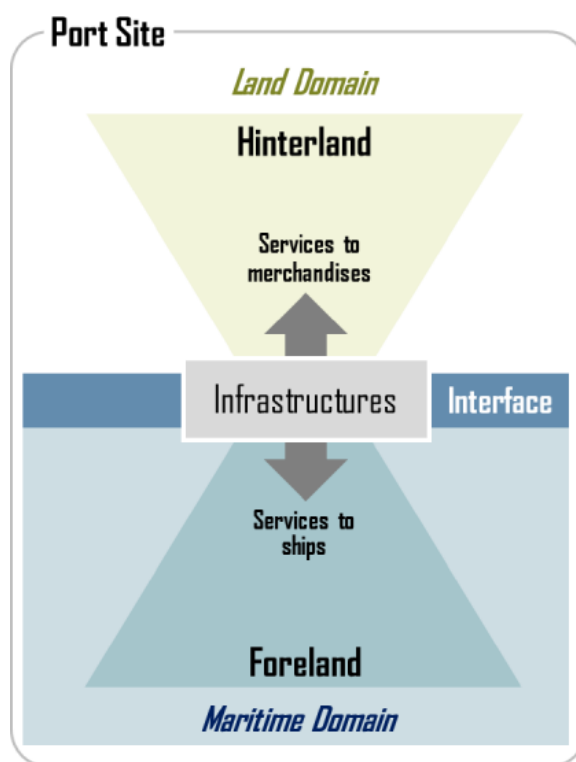 Port Site
Land Domain
Hinterland
Services to
merchandises
Infrastructures
Interface
Services to
ships
Foreland
Maritime Domain